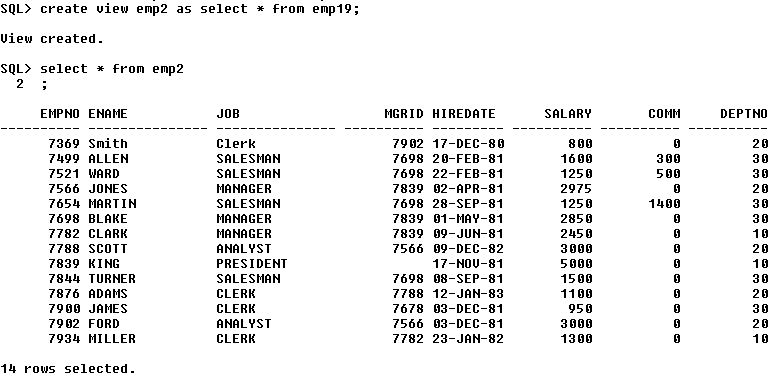 SQL> create view emp2 as select * from emp19;
View created.
SQL> select * from emp2
2 ;
EMPNO ENAME JOB MGRID HIREDATE SALARY COMM DEPTNO
---------- --------------- --------------- ---------- --------- ---------- ---------- ----------
7369 Smith Clerk 7902 17-DEC-80 800 0 20
7499 ALLEN SALESMAN 7698 20-FEB-81 1600 300 30
7521 WARD SALESMAN 7698 22-FEB-81 1250 500 30
7566 JONES MANAGER 7839 02-APR-81 2975 0 20
7654 MARTIN SALESMAN 7698 28-SEP-81 1250 1400 30
7698 BLAKE MANAGER 7839 01-MAY-81 2850 0 30
7782 CLARK MANAGER 7839 09-JUN-81 2450 0 10
7788 SCOTT ANALYST 7566 09-DEC-82 3000 0 20
7839 KING PRESIDENT 17-NOV-81 5000 0 10
7844 TURNER SALESMAN 7698 08-SEP-81 1500 0 30
7876 ADAMS CLERK 7788 12-JAN-83 1100 0 20
7900 JAMES CLERK 7678 03-DEC-81 950 0 30
7902 FORD ANALYST 7566 03-DEC-81 3000 0 20
7934 MILLER CLERK 7782 23-JAN-82 1300 0 10
14 rows selected.